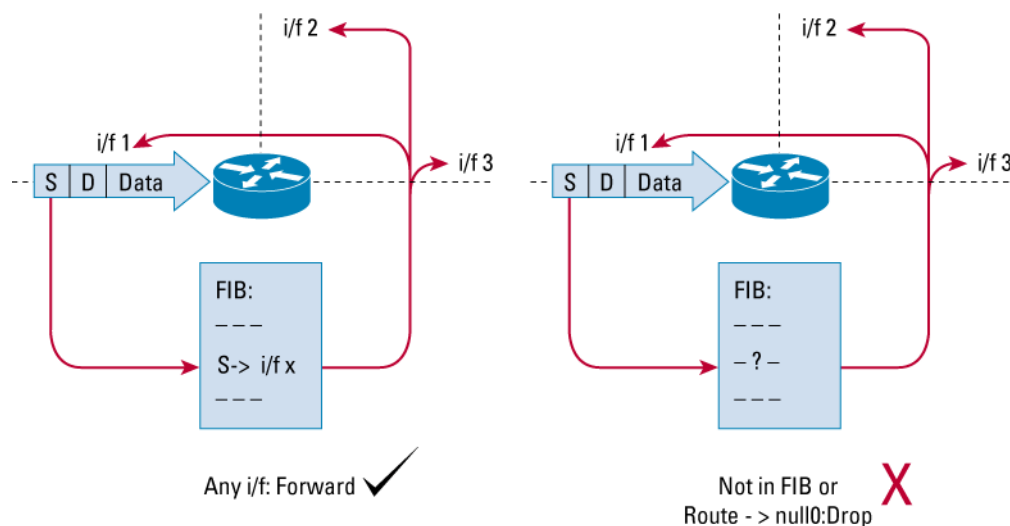 i/f 2
i/f 1
i/f 3
S D Data
FIB:
– – –
S-> i/f x
– – –
Any i/f: Forward
i/f 2
i/f 1
i/f 3
S D Data
FIB:
– – –
– ? –
– – –
Not in FIB or
Route - > null0:Drop
X